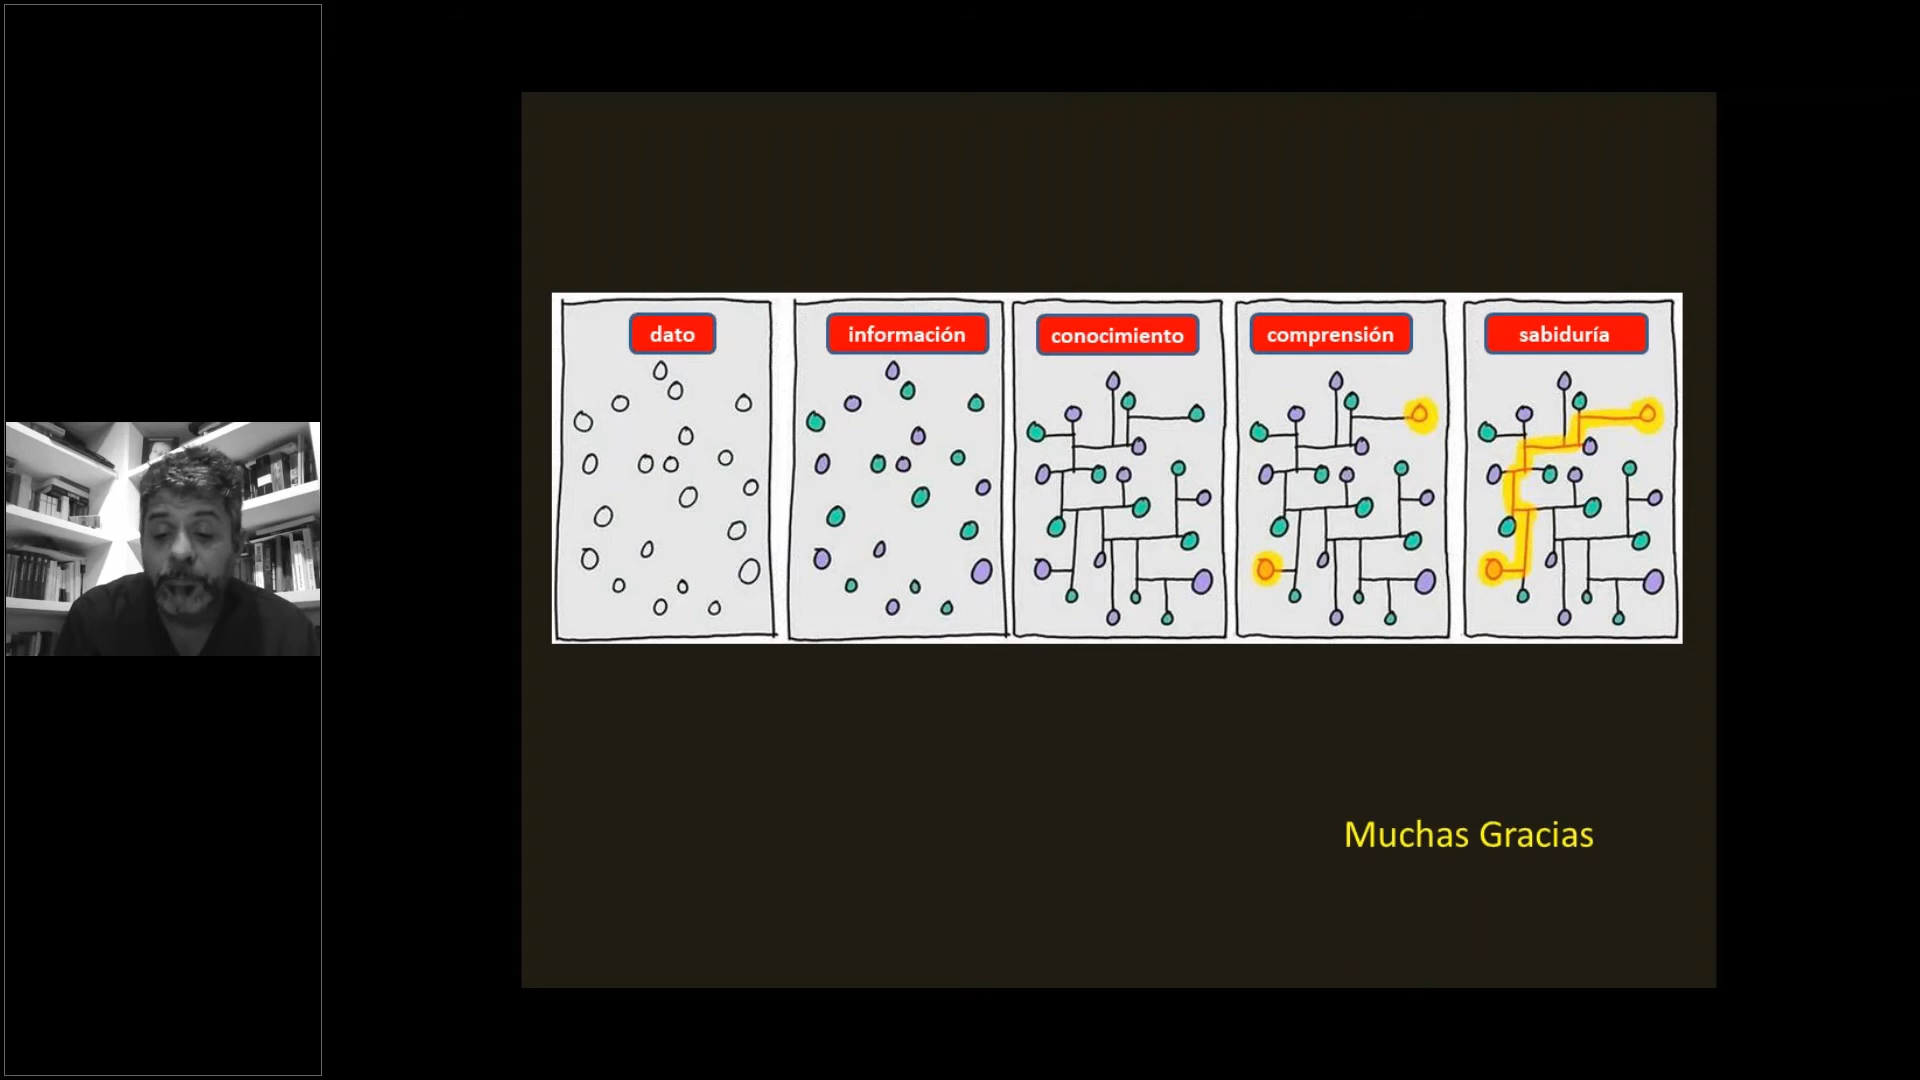 dato
información
conocimiento
comprensión
sabiduría
Muchas Gracias